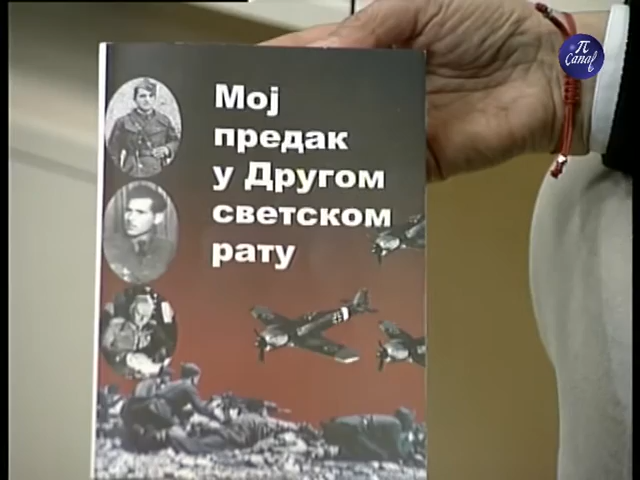 π
Canal
Мој
предак
у Другом
светском
рату